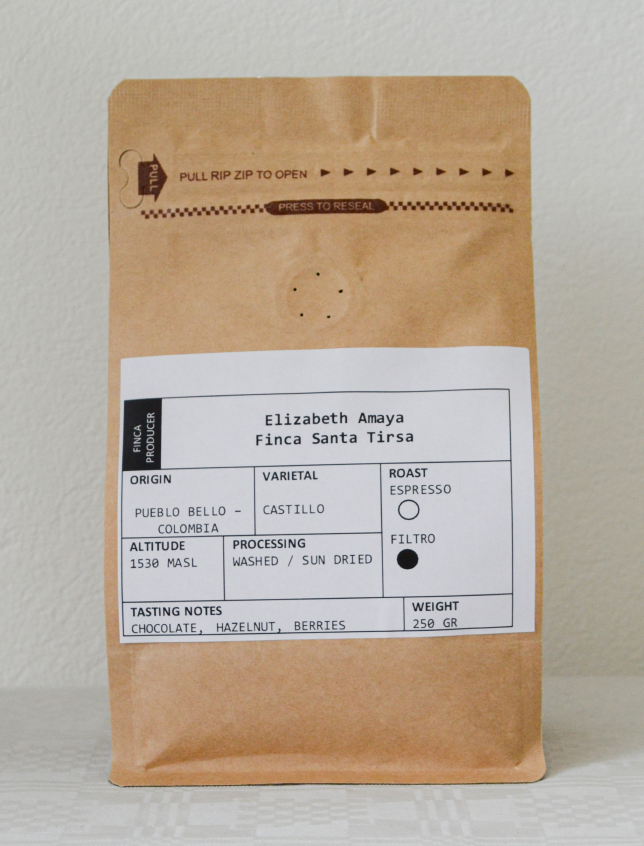 PULL
PULL RIP ZIP TO OPEN
PRESS TO RESEAL
FINCA
PRODUCER
Elizabeth Amaya
Finca Santa Tirsa
ORIGIN
PUEBLO BELLO –
COLOMBIA
VARIETAL
CASTILLO
ROAST
ESPRESSO
FILTRO
ALTITUDE
1530 MASL
PROCESSING
WASHED / SUN DRIED
TASTING NOTES
CHOCOLATE, HAZELNUT, BERRIES
WEIGHT
250 GR